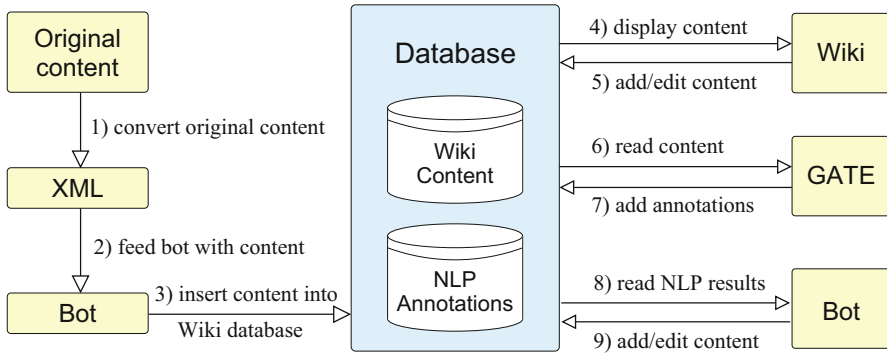 Original
content
1) convert original content
XML
2) feed bot with content
Bot
3) insert content into
Wiki database
Database
Wiki
Content
NLP
Annotations
4) display content
5) add/edit content
Wiki
6) read content
7) add annotations
GATE
8) read NLP results
9) add/edit content
Bot